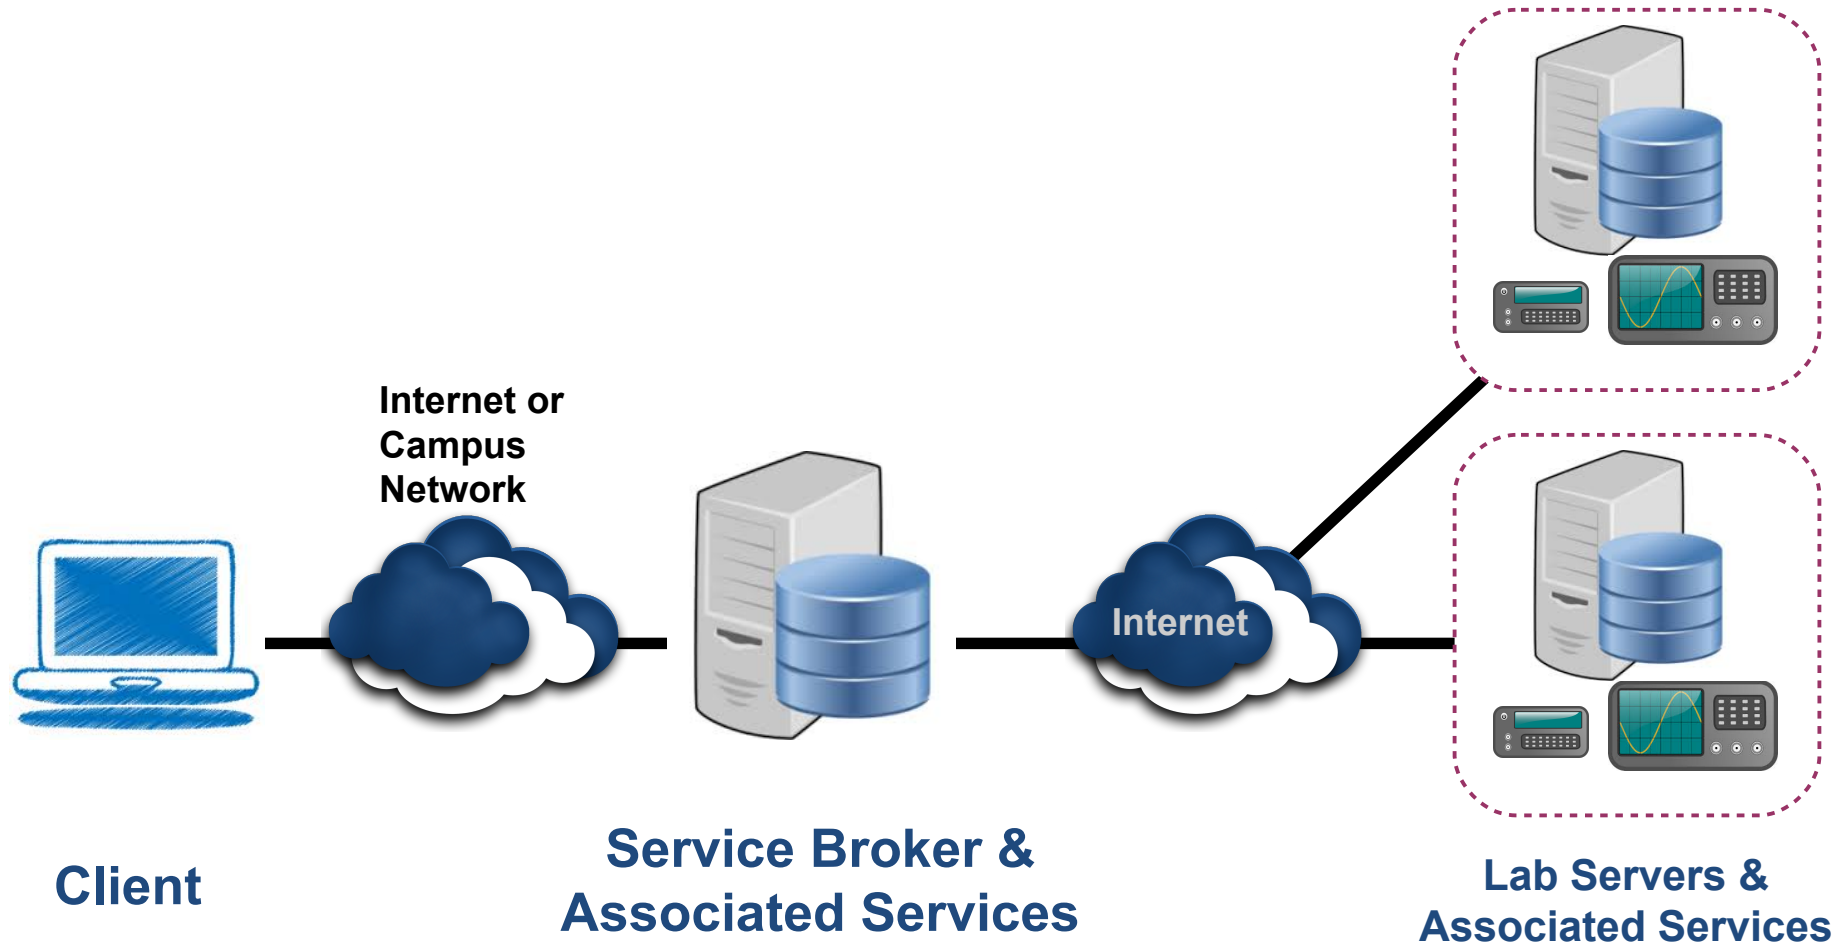 Internet or
Campus
Network
Internet
Client
Service Broker &
Associated Services
Lab Servers &
Associated Services